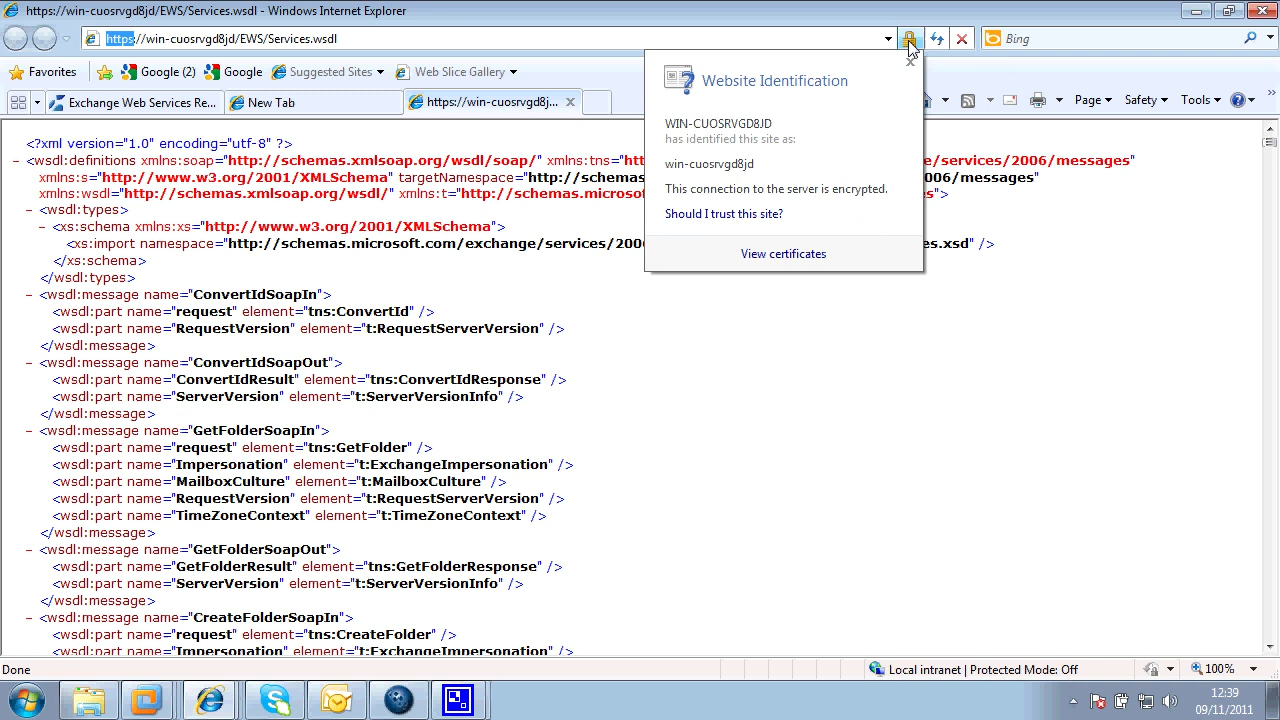 https://win-cuosrvgd8jd/EWS/Services.wsdl - Windows Internet Explorer
https://win-cuosrvgd8jd/EWS/Services.wsdl
Bing
Favorites
Google (2)
Google
Suggested Sites
Web Slice Gallery
Exchange Web Services Re...
New Tab
https://win-cuosrvgd8j...
Page
Safety
Tools
Website Identification
WIN-CUOSRVGD8JD
has identified this site as:
win-cuosrvgd8jd
This connection to the server is encrypted.
Should I trust this site?
View certificates
<?xml version="1.0" encoding="utf-8" ?>
- <wsdl:definitions xmlns:soap="http://schemas.xmlsoap.org/wsdl/soap/" xmlns:tns="htt e/services/2006/messages"
xmlns:s="http://www.w3.org/2001/XMLSchema" targetNamespace="http://schemas. 006/messages"
xmlns:wsdl="http://schemas.xmlsoap.org/wsdl/" xmlns:t="http://schemas.microsof es">
- <wsdl:types>
- <xs:schema xmlns:xs="http://www.w3.org/2001/XMLSchema">
<xs:import namespace="http://schemas.microsoft.com/exchange/services/200 es.xsd" />
</xs:schema>
</wsdl:types>
- <wsdl:message name="ConvertIdSoapIn">
<wsdl:part name="request" element="tns:ConvertId" />
<wsdl:part name="RequestVersion" element="t:RequestServerVersion" />
</wsdl:message>
- <wsdl:message name="ConvertIdSoapOut">
<wsdl:part name="ConvertIdResult" element="tns:ConvertIdResponse" />
<wsdl:part name="ServerVersion" element="t:ServerVersionInfo" />
</wsdl:message>
- <wsdl:message name="GetFolderSoapIn">
<wsdl:part name="request" element="tns:GetFolder" />
<wsdl:part name="Impersonation" element="t:ExchangeImpersonation" />
<wsdl:part name="MailboxCulture" element="t:MailboxCulture" />
<wsdl:part name="RequestVersion" element="t:RequestServerVersion" />
<wsdl:part name="TimeZoneContext" element="t:TimeZoneContext" />
</wsdl:message>
- <wsdl:message name="GetFolderSoapOut">
<wsdl:part name="GetFolderResult" element="tns:GetFolderResponse" />
<wsdl:part name="ServerVersion" element="t:ServerVersionInfo" />
</wsdl:message>
- <wsdl:message name="CreateFolderSoapIn">
<wsdl:part name="request" element="tns:CreateFolder" />
<wsdl:part name="Impersonation" element="t:ExchangeImpersonation" />
Done
Local intranet | Protected Mode: Off
100%
12:39
09/11/2011